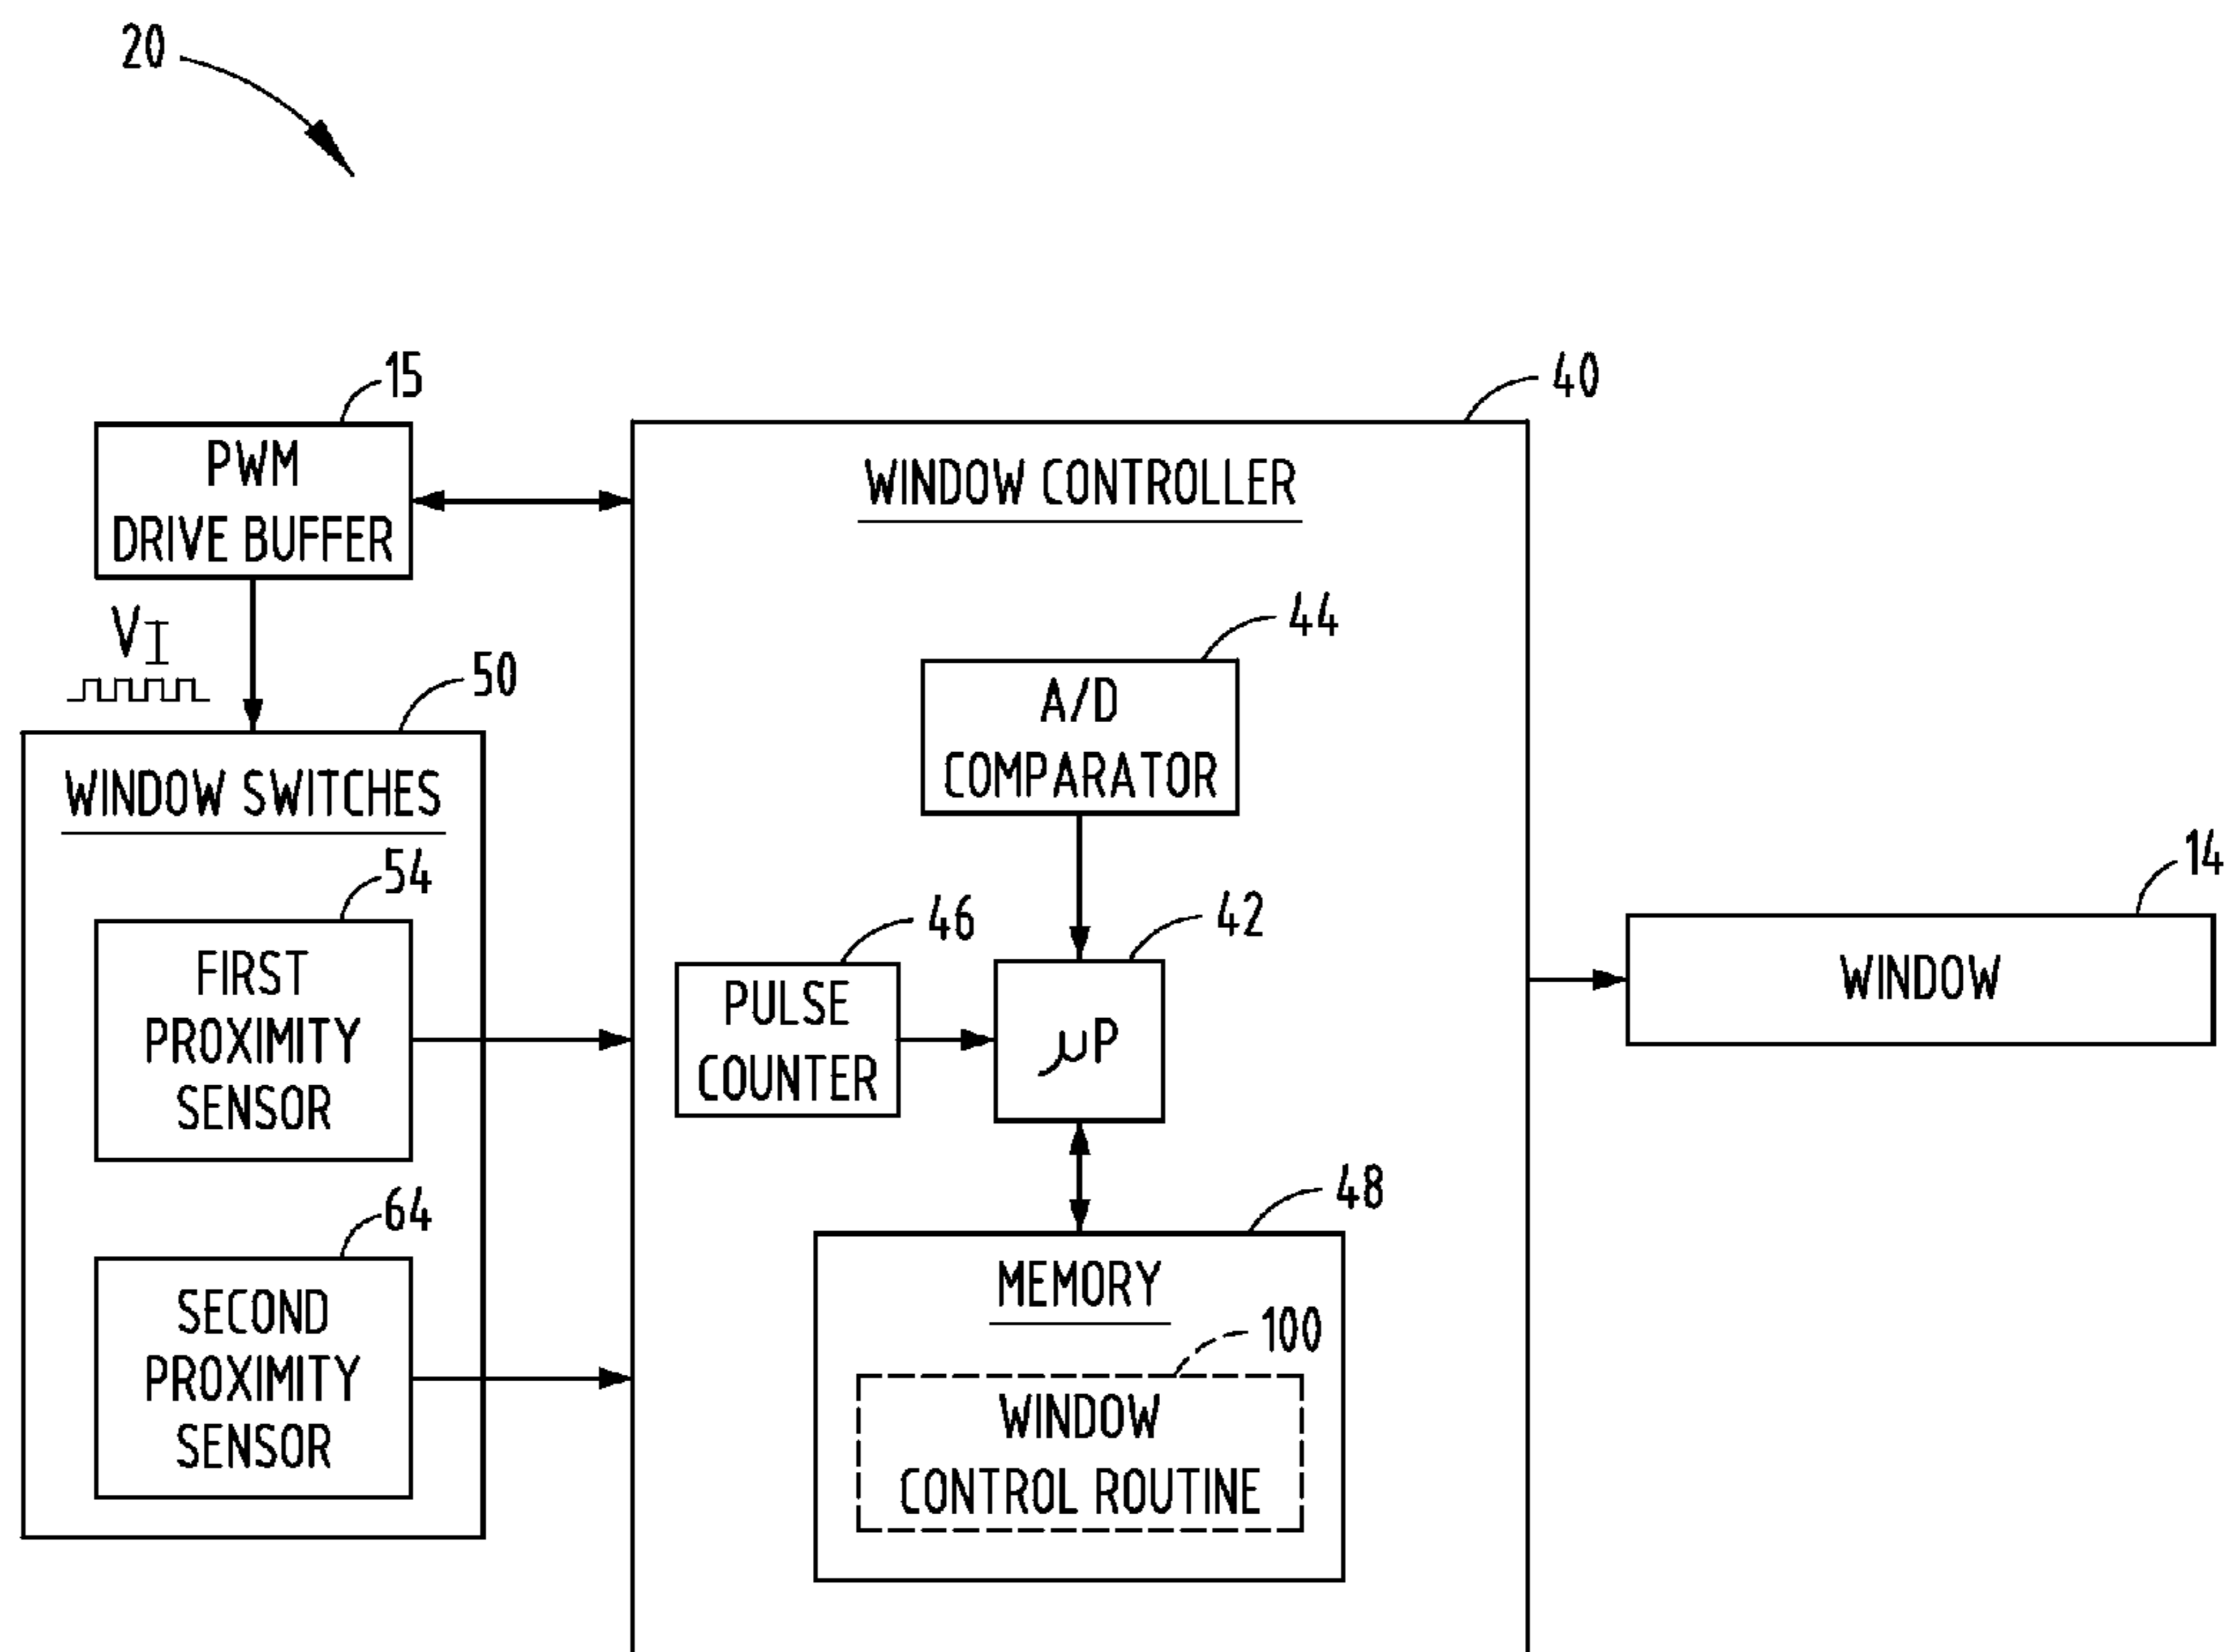 20
15
PWM
DRIVE BUFFER
VI
40
WINDOW CONTROLLER
50
WINDOW SWITCHES
54
FIRST
PROXIMITY
SENSOR
64
SECOND
PROXIMITY
SENSOR
44
A/D
COMPARATOR
46
PULSE
COUNTER
42
μP
48
MEMORY
100
WINDOW
CONTROL ROUTINE
14
WINDOW